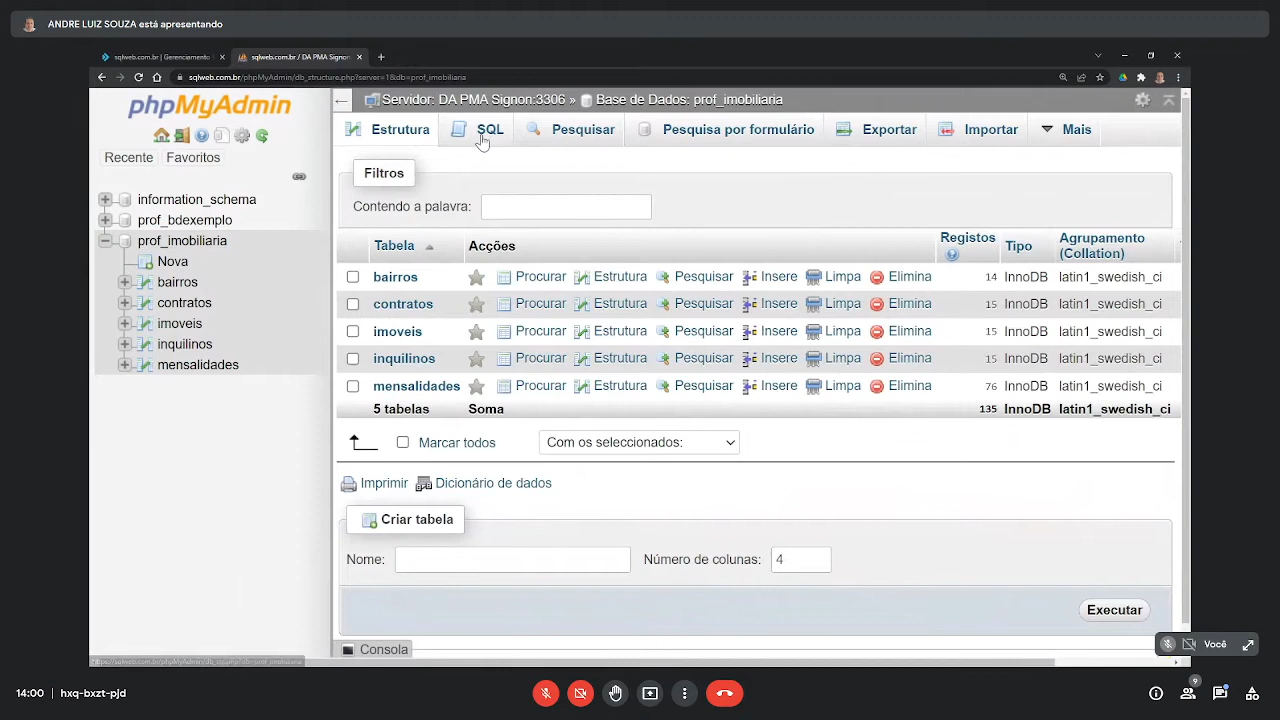 ANDRE LUIZ SOUZA está apresentando
sqlweb.com.br | Gerenciamento
sqlweb.com.br / DA PMA Signon
sqlweb.com.br/phpMyAdmin/db_structure.php?server=1&db=prof_imobiliaria
phpMyAdmin
Recente Favoritos
information_schema
prof_bdexemplo
prof_imobiliaria
Nova
bairros
contratos
imoveis
inquilinos
mensalidades
Servidor: DA PMA Signon:3306 » Base de Dados: prof_imobiliaria
Estrutura SQL Pesquisar Pesquisa por formulário Exportar Importar Mais
Filtros
Contendo a palavra:
Tabela Acções Registos Tipo Agrupamento (Collation)
bairros Procurar Estrutura Pesquisar Insere Limpa Elimina 14 InnoDB latin1_swedish_ci
contratos Procurar Estrutura Pesquisar Insere Limpa Elimina 15 InnoDB latin1_swedish_ci
imoveis Procurar Estrutura Pesquisar Insere Limpa Elimina 15 InnoDB latin1_swedish_ci
inquilinos Procurar Estrutura Pesquisar Insere Limpa Elimina 15 InnoDB latin1_swedish_ci
mensalidades Procurar Estrutura Pesquisar Insere Limpa Elimina 76 InnoDB latin1_swedish_ci
5 tabelas Soma 135 InnoDB latin1_swedish_ci
Marcar todos Com os seleccionados:
Imprimir Dicionário de dados
Criar tabela
Nome: Número de colunas: 4
Executar
Consola
Você
14:00 | hxq-bxzt-pjd
9